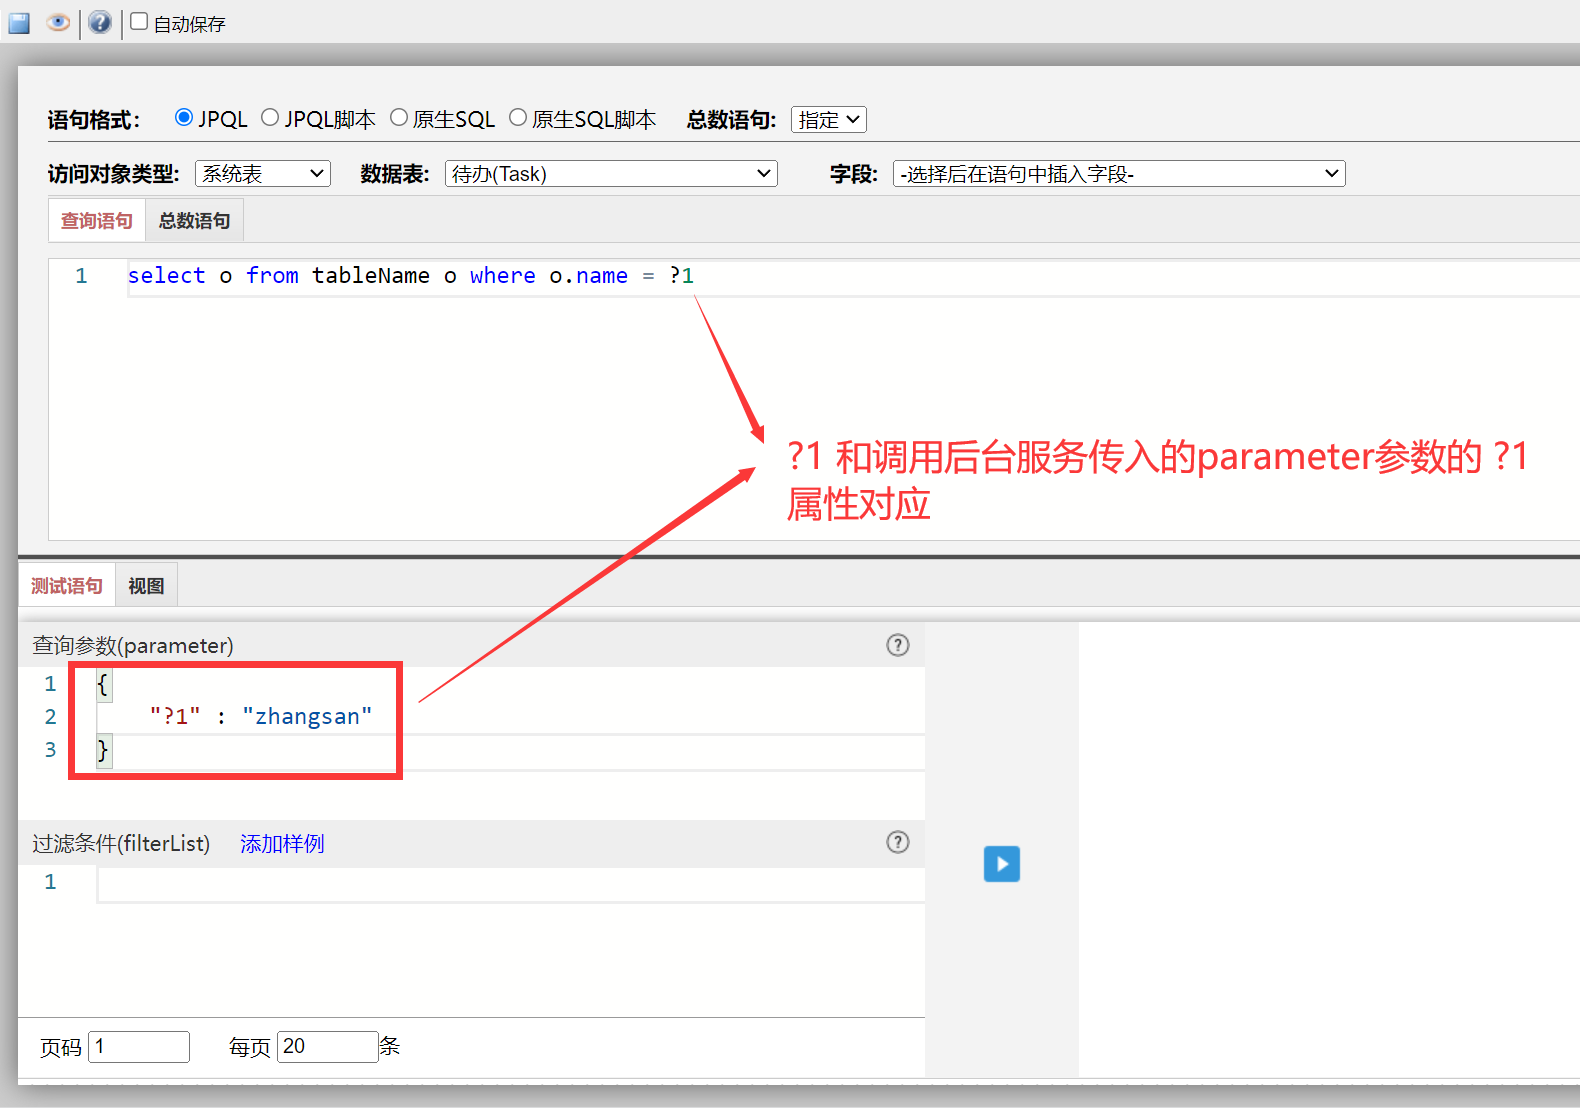 自动保存
语句格式: JPQL JPQL脚本 原生SQL 原生SQL脚本 总数语句: 指定
访问对象类型: 系统表 数据表: 待办(Task) 字段: -选择后在语句中插入字段-
查询语句 总数语句
1 select o from tableName o where o.name = ?1
?1 和调用后台服务传入的parameter参数的 ?1
属性对应
测试语句 视图
查询参数(parameter)
1 {
2 "?1" : "zhangsan"
3 }
过滤条件(filterList) 添加样例
1
页码 1 每页 20 条